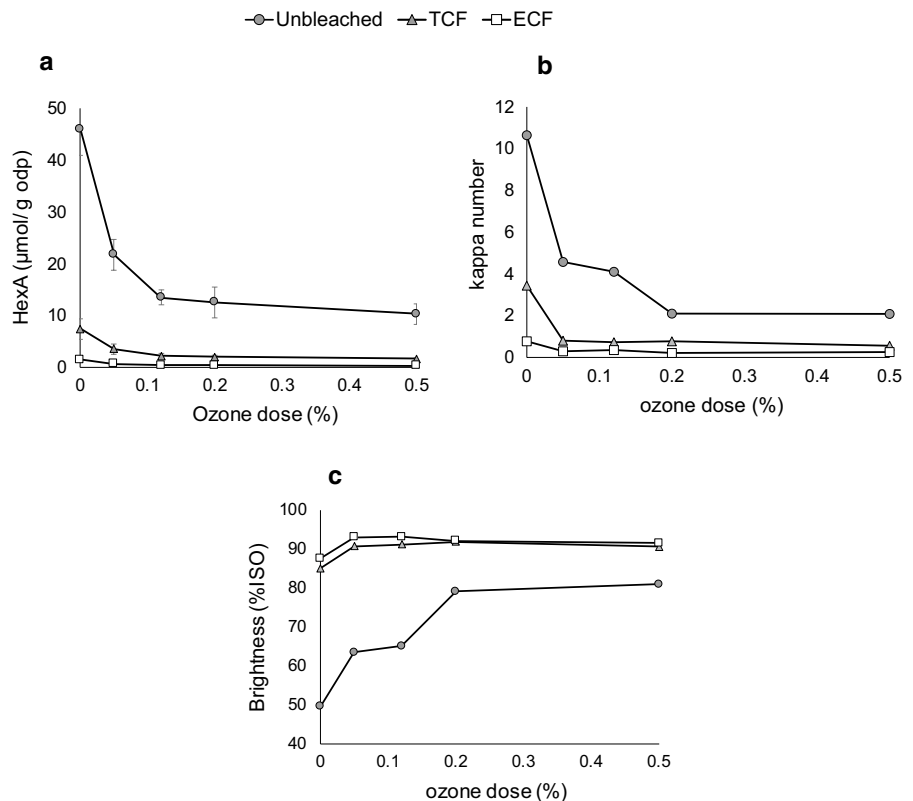 Unbleached TCF ECF
a
50
40
30
20
10
0
HexA (µmol/ g odp)
0 0.1 0.2 0.3 0.4 0.5
Ozone dose (%)
b
12
10
8
6
4
2
0
kappa number
0 0.1 0.2 0.3 0.4 0.5
ozone dose (%)
c
100
90
80
70
60
50
40
Brightness (%ISO)
0 0.1 0.2 0.3 0.4 0.5
ozone dose (%)